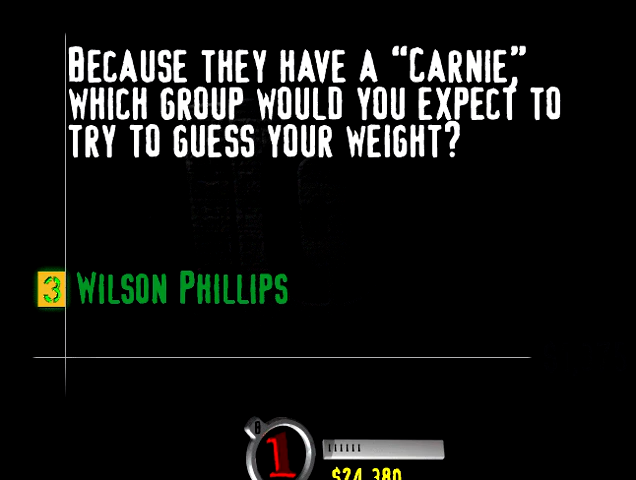 BECAUSE THEY HAVE A “CARNIE,”
WHICH GROUP WOULD YOU EXPECT TO
TRY TO GUESS YOUR WEIGHT?
3 WILSON PHILLIPS
8
1
$24,380